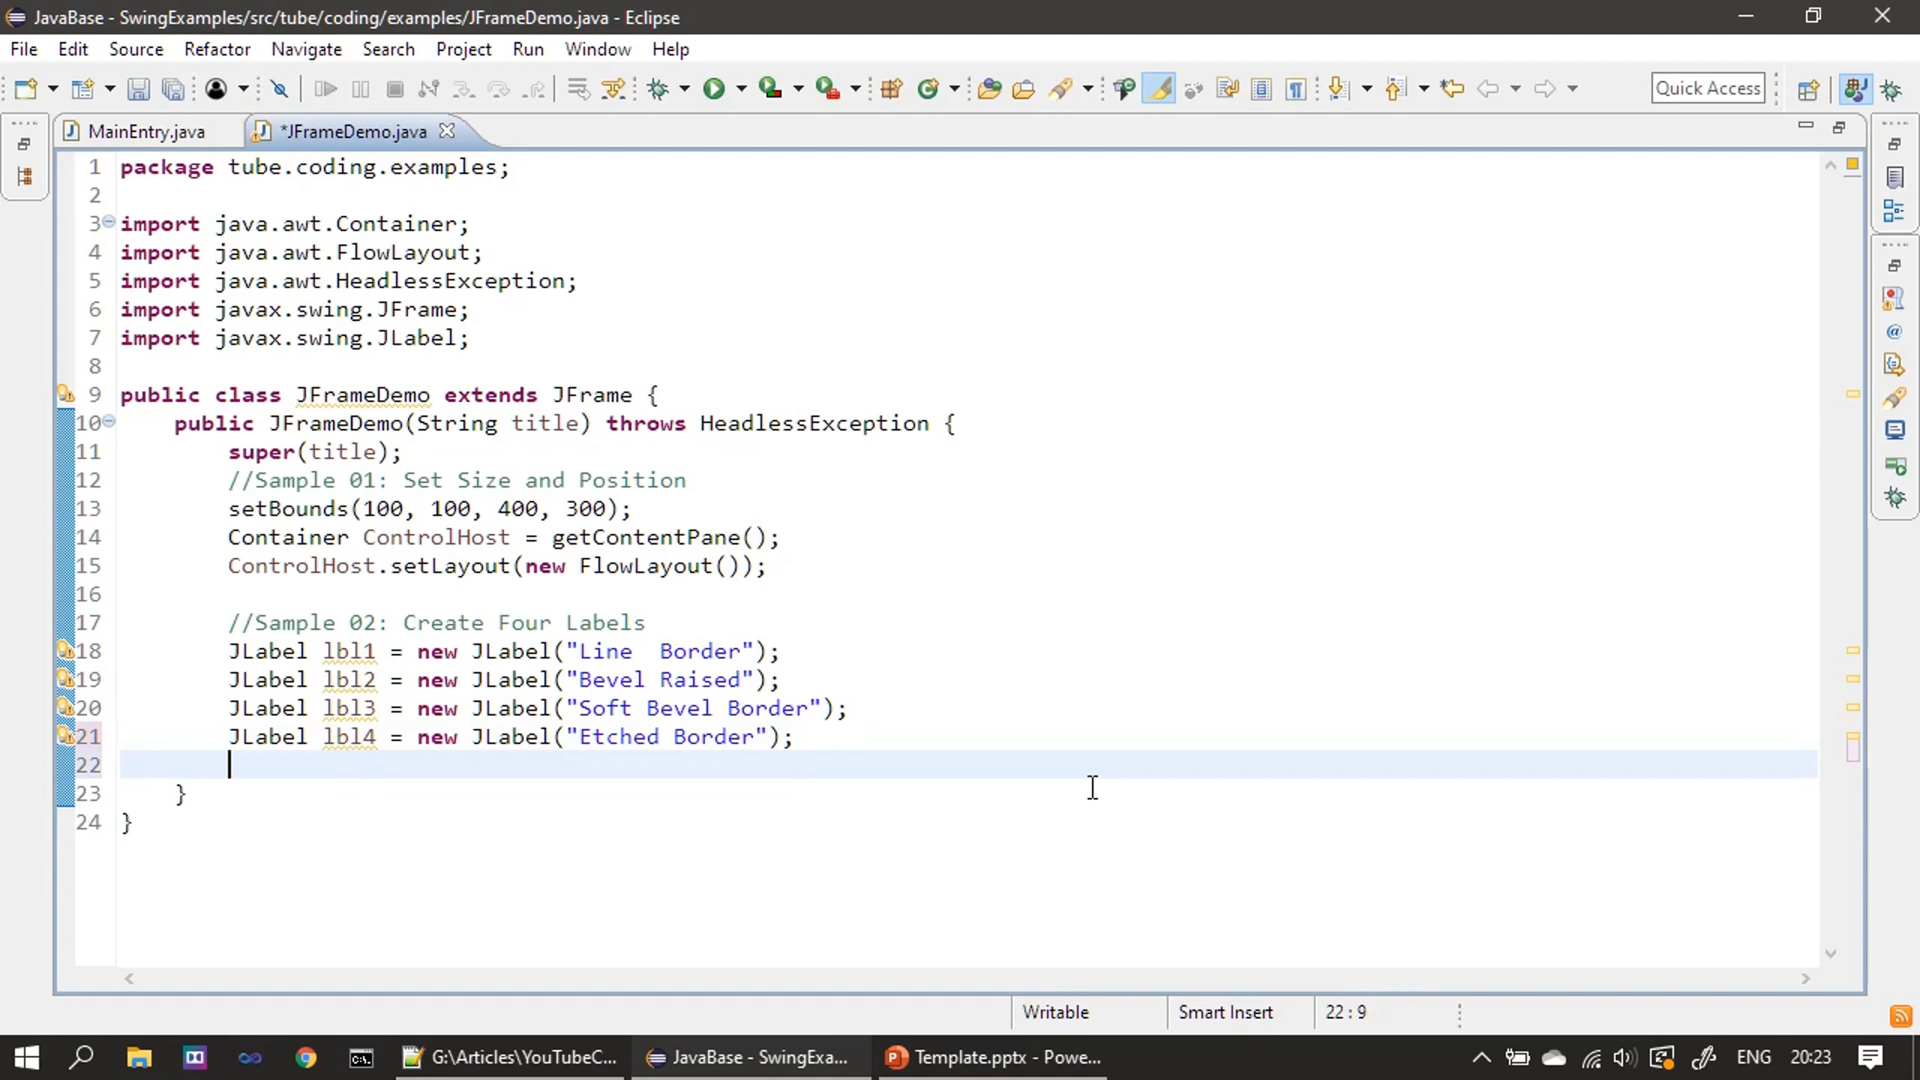 JavaBase - SwingExamples/src/tube/coding/examples/JFrameDemo.java - Eclipse
File Edit Source Refactor Navigate Search Project Run Window Help
Quick Access
MainEntry.java *JFrameDemo.java
1 package tube.coding.examples;
2
3 import java.awt.Container;
4 import java.awt.FlowLayout;
5 import java.awt.HeadlessException;
6 import javax.swing.JFrame;
7 import javax.swing.JLabel;
8
9 public class JFrameDemo extends JFrame {
10 public JFrameDemo(String title) throws HeadlessException {
11 super(title);
12 //Sample 01: Set Size and Position
13 setBounds(100, 100, 400, 300);
14 Container ControlHost = getContentPane();
15 ControlHost.setLayout(new FlowLayout());
16
17 //Sample 02: Create Four Labels
18 JLabel lbl1 = new JLabel("Line  Border");
19 JLabel lbl2 = new JLabel("Bevel Raised");
20 JLabel lbl3 = new JLabel("Soft Bevel Border");
21 JLabel lbl4 = new JLabel("Etched Border");
22
23 }
24 }
Writable Smart Insert 22 : 9
G:\Articles\YouTubeC... JavaBase - SwingExa... Template.pptx - Powe... ENG 20:23